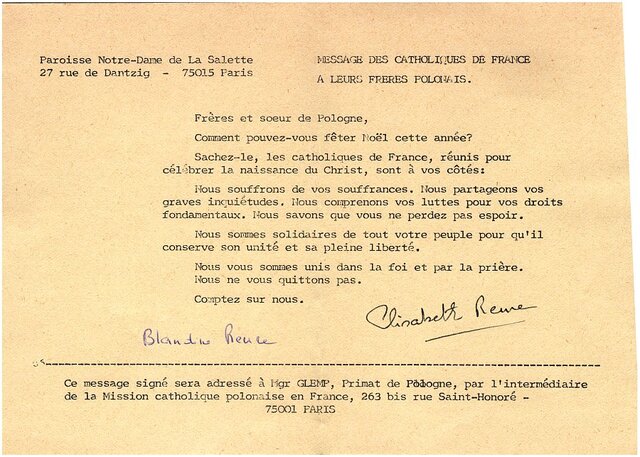 Paroisse Notre-Dame de La Salette
27 rue de Dantzig - 75015 Paris
MESSAGE DES CATHOLIQUES DE FRANCE
A LEURS FRERES POLONAIS.
Frères et soeur de Pologne,
Comment pouvez-vous fêter Noël cette année?
Sachez-le, les catholiques de France, réunis pour
célébrer la naissance du Christ, sont à vos côtés:
Nous souffrons de vos souffrances. Nous partageons vos
graves inquiétudes. Nous comprenons vos luttes pour vos droits
fondamentaux. Nous savons que vous ne perdez pas espoir.
Nous sommes solidaires de tout votre peuple pour qu'il
conserve son unité et sa pleine liberté.
Nous vous sommes unis dans la foi et par la prière.
Nous ne vous quittons pas.
Comptez sur nous.
Elisabeth
Blandine
Ce message signé sera adressé à Mgr GLEMP, Primat de Pologne, par l'intermédiaire
de la Mission catholique polonaise en France, 263 bis rue Saint-Honoré -
75001 PARIS